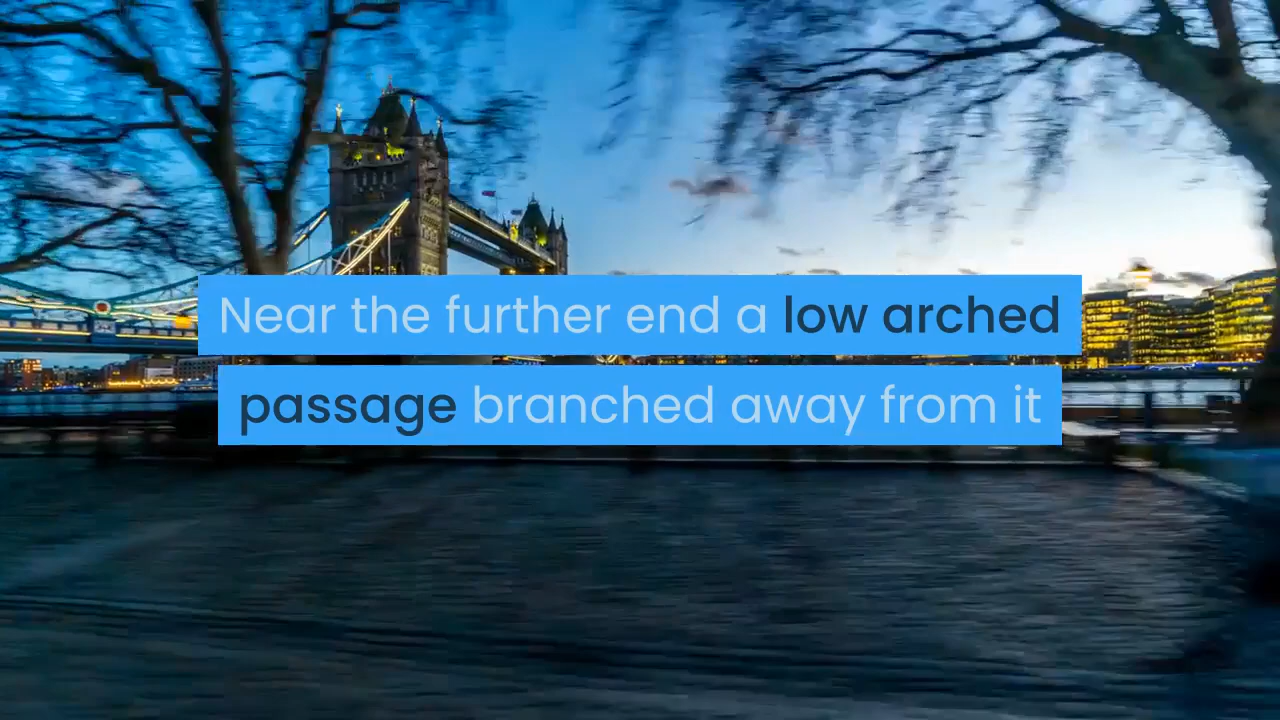 Near the further end a low arched
passage branched away from it